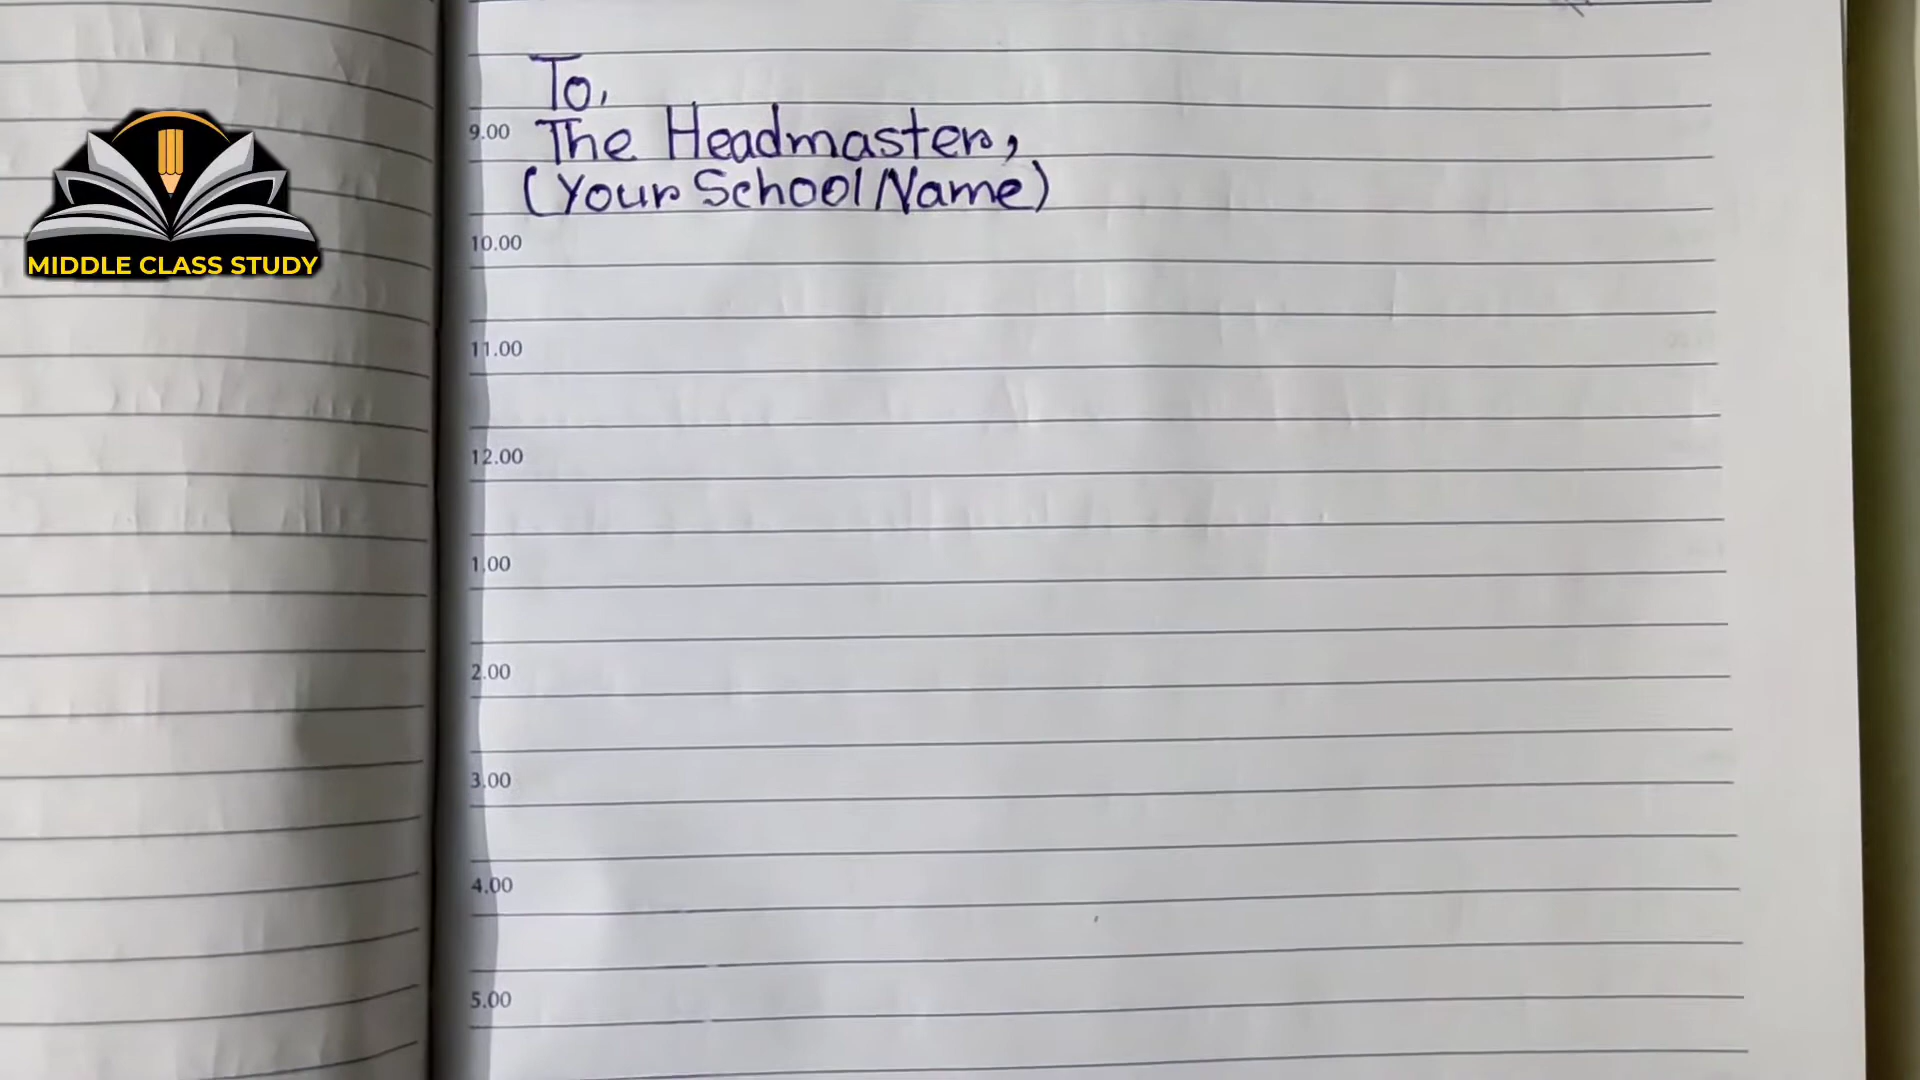 To,
9.00 The Headmaster,
(Your School Name)
MIDDLE CLASS STUDY
10.00
11.00
12.00
1.00
2.00
3.00
4.00
5.00